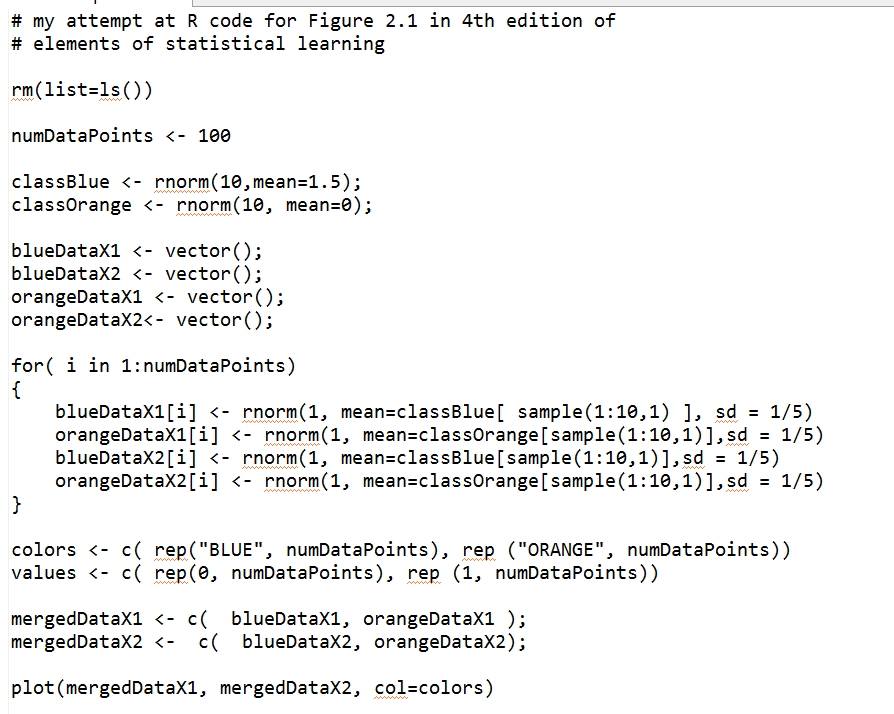 # my attempt at R code for Figure 2.1 in 4th edition of
# elements of statistical learning
rm(list=ls())
numDataPoints <- 100
classBlue <- rnorm(10,mean=1.5);
classOrange <- rnorm(10, mean=0);
blueDataX1 <- vector();
blueDataX2 <- vector();
orangeDataX1 <- vector();
orangeDataX2<- vector();
for( i in 1:numDataPoints)
{
    blueDataX1[i] <- rnorm(1, mean=classBlue[ sample(1:10,1) ], sd = 1/5)
    orangeDataX1[i] <- rnorm(1, mean=classOrange[sample(1:10,1)],sd = 1/5)
    blueDataX2[i] <- rnorm(1, mean=classBlue[sample(1:10,1)],sd = 1/5)
    orangeDataX2[i] <- rnorm(1, mean=classOrange[sample(1:10,1)],sd = 1/5)
}
colors <- c( rep("BLUE", numDataPoints), rep ("ORANGE", numDataPoints))
values <- c( rep(0, numDataPoints), rep (1, numDataPoints))
mergedDataX1 <- c(  blueDataX1, orangeDataX1 );
mergedDataX2 <-  c(  blueDataX2, orangeDataX2);
plot(mergedDataX1, mergedDataX2, col=colors)